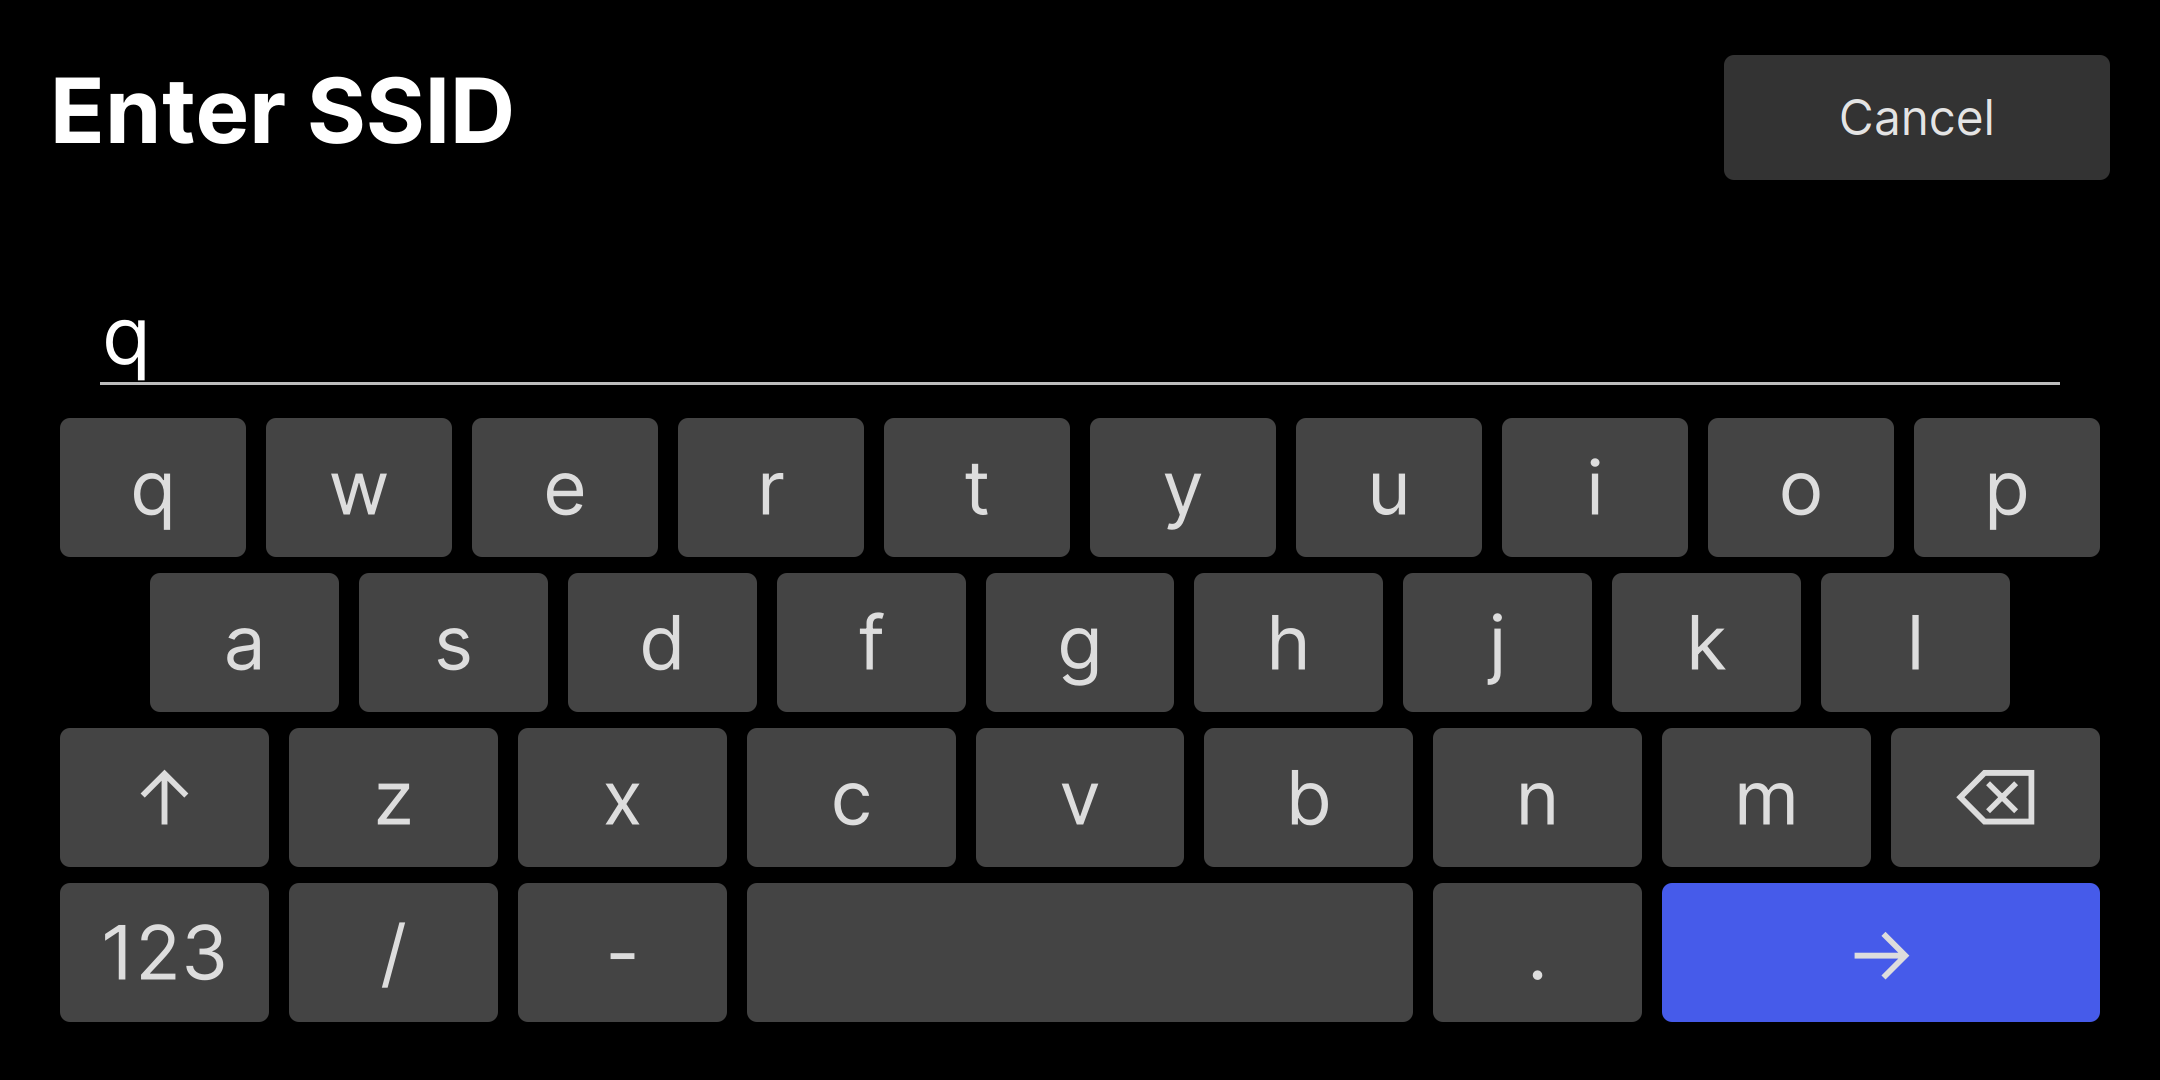 Enter SSID
Cancel
q
q w e r t y u i o p
a s d f g h j k l
z x c v b n m
123 / - .